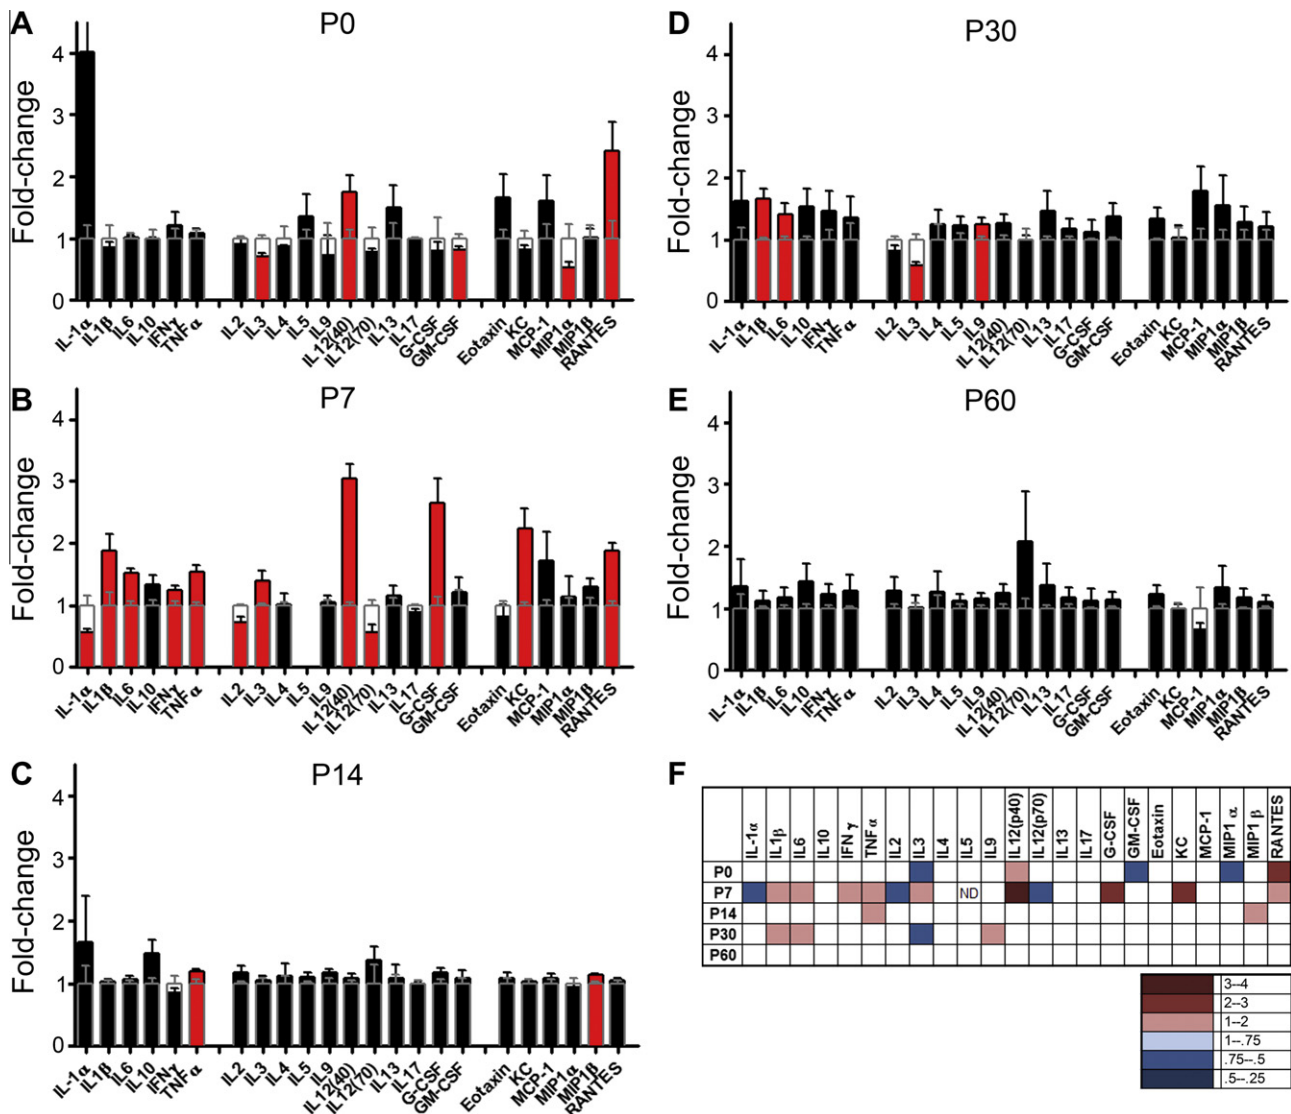 A
P0
Fold-change
4
3
2
1
0
IL-1α
IL1β
IL6
IL10
IFNγ
TNFα
IL2
IL3
IL4
IL5
IL9
IL12(40)
IL12(70)
IL13
IL17
G-CSF
GM-CSF
Eotaxin
KC
MCP-1
MIP1α
MIP1β
RANTES
B
P7
Fold-change
4
3
2
1
0
IL-1α
IL1β
IL6
IL10
IFNγ
TNFα
IL2
IL3
IL4
IL5
IL9
IL12(40)
IL12(70)
IL13
IL17
G-CSF
GM-CSF
Eotaxin
KC
MCP-1
MIP1α
MIP1β
RANTES
C
P14
Fold-change
4
3
2
1
0
IL-1α
IL1β
IL6
IL10
IFNγ
TNFα
IL2
IL3
IL4
IL5
IL9
IL12(40)
IL12(70)
IL13
IL17
G-CSF
GM-CSF
Eotaxin
KC
MCP-1
MIP1α
MIP1β
RANTES
D
P30
Fold-change
4
3
2
1
0
IL-1α
IL1β
IL6
IL10
IFNγ
TNFα
IL2
IL3
IL4
IL5
IL9
IL12(40)
IL12(70)
IL13
IL17
G-CSF
GM-CSF
Eotaxin
KC
MCP-1
MIP1α
MIP1β
RANTES
E
P60
Fold-change
4
3
2
1
0
IL-1α
IL1β
IL6
IL10
IFNγ
TNFα
IL2
IL3
IL4
IL5
IL9
IL12(40)
IL12(70)
IL13
IL17
G-CSF
GM-CSF
Eotaxin
KC
MCP-1
MIP1α
MIP1β
RANTES
F
IL-1α
IL1β
IL6
IL10
IFN γ
TNFα
IL2
IL3
IL4
IL5
IL9
IL12(p40)
IL12(p70)
IL13
IL17
G-CSF
GM-CSF
Eotaxin
KC
MCP-1
MIP1 α
MIP1 β
RANTES
P0
P7
ND
P14
P30
P60
3--4
2--3
1--2
1--.75
.75--.5
.5--.25